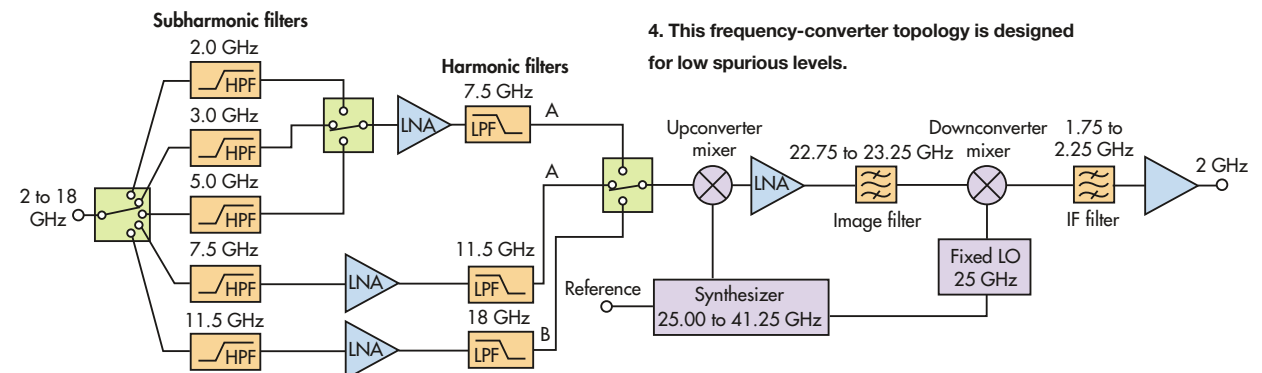 Subharmonic filters
2.0 GHz
HPF
3.0 GHz
HPF
5.0 GHz
HPF
7.5 GHz
HPF
11.5 GHz
HPF
2 to 18
GHz
LNA
Harmonic filters
7.5 GHz
LPF
A
LNA
11.5 GHz
LPF
A
LNA
18 GHz
LPF
B
4. This frequency-converter topology is designed
for low spurious levels.
Upconverter
mixer
LNA
22.75 to 23.25 GHz
Image filter
Downconverter
mixer
1.75 to
2.25 GHz
IF filter
2 GHz
Fixed LO
25 GHz
Reference
Synthesizer
25.00 to 41.25 GHz